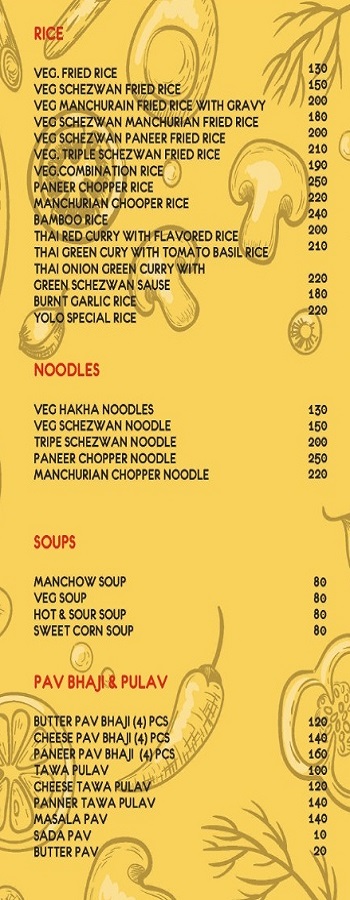 RICE
VEG. FRIED RICE 130
VEG SCHEZWAN FRIED RICE 150
VEG MANCHURAIN FRIED RICE WITH GRAVY 200
VEG SCHEZWAN MANCHURIAN FRIED RICE 180
VEG SCHEZWAN PANEER FRIED RICE 200
VEG. TRIPLE SCHEZWAN FRIED RICE 210
VEG.COMBINATION RICE 190
PANEER CHOPPER RICE 250
MANCHURIAN CHOOPER RICE 220
BAMBOO RICE 240
THAI RED CURRY WITH FLAVORED RICE 200
THAI GREEN CURY WITH TOMATO BASIL RICE 210
THAI ONION GREEN CURRY WITH
GREEN SCHEZWAN SAUSE 220
BURNT GARLIC RICE 180
YOLO SPECIAL RICE 220
NOODLES
VEG HAKHA NOODLES 130
VEG SCHEZWAN NOODLE 150
TRIPE SCHEZWAN NOODLE 200
PANEER CHOPPER NOODLE 250
MANCHURIAN CHOPPER NOODLE 220
SOUPS
MANCHOW SOUP 80
VEG SOUP 80
HOT & SOUR SOUP 80
SWEET CORN SOUP 80
PAV BHAJI & PULAV
BUTTER PAV BHAJI (4) PCS 120
CHEESE PAV BHAJI (4) PCS 140
PANEER PAV BHAJI (4) PCS 160
TAWA PULAV 100
CHEESE TAWA PULAV 120
PANNER TAWA PULAV 140
MASALA PAV 140
SADA PAV 10
BUTTER PAV 20